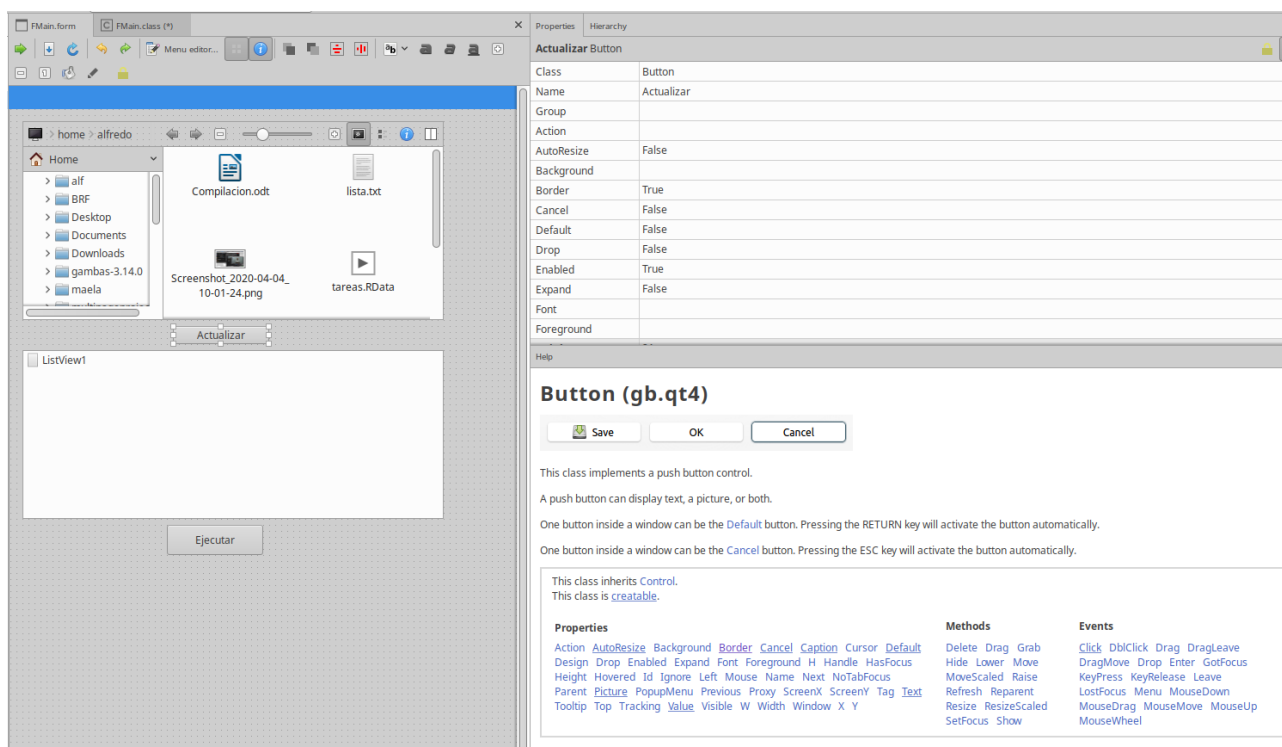 FMain.form
FMain.class (*)
Menu editor...
home > alfredo
Home
alf
BRF
Desktop
Documents
Downloads
gambas-3.14.0
maela
Compilacion.odt
lista.txt
Screenshot_2020-04-04_
10-01-24.png
tareas.RData
Actualizar
ListView1
Ejecutar
Properties Hierarchy
Actualizar Button
Class Button
Name Actualizar
Group
Action
AutoResize False
Background
Border True
Cancel False
Default False
Drop False
Enabled True
Expand False
Font
Foreground
Help
Button (gb.qt4)
Save OK Cancel
This class implements a push button control.
A push button can display text, a picture, or both.
One button inside a window can be the Default button. Pressing the RETURN key will activate the button automatically.
One button inside a window can be the Cancel button. Pressing the ESC key will activate the button automatically.
This class inherits Control.
This class is creatable.
Properties
Action AutoResize Background Border Cancel Caption Cursor Default
Design Drop Enabled Expand Font Foreground H Handle HasFocus
Height Hovered Id Ignore Left Mouse Name Next NoTabFocus
Parent Picture PopupMenu Previous Proxy ScreenX ScreenY Tag Text
Tooltip Top Tracking Value Visible W Width Window X Y
Methods
Delete Drag Grab
Hide Lower Move
MoveScaled Raise
Refresh Reparent
Resize ResizeScaled
SetFocus Show
Events
Click DblClick Drag DragLeave
DragMove Drop Enter GotFocus
KeyPress KeyRelease Leave
LostFocus Menu MouseDown
MouseDrag MouseMove MouseUp
MouseWheel